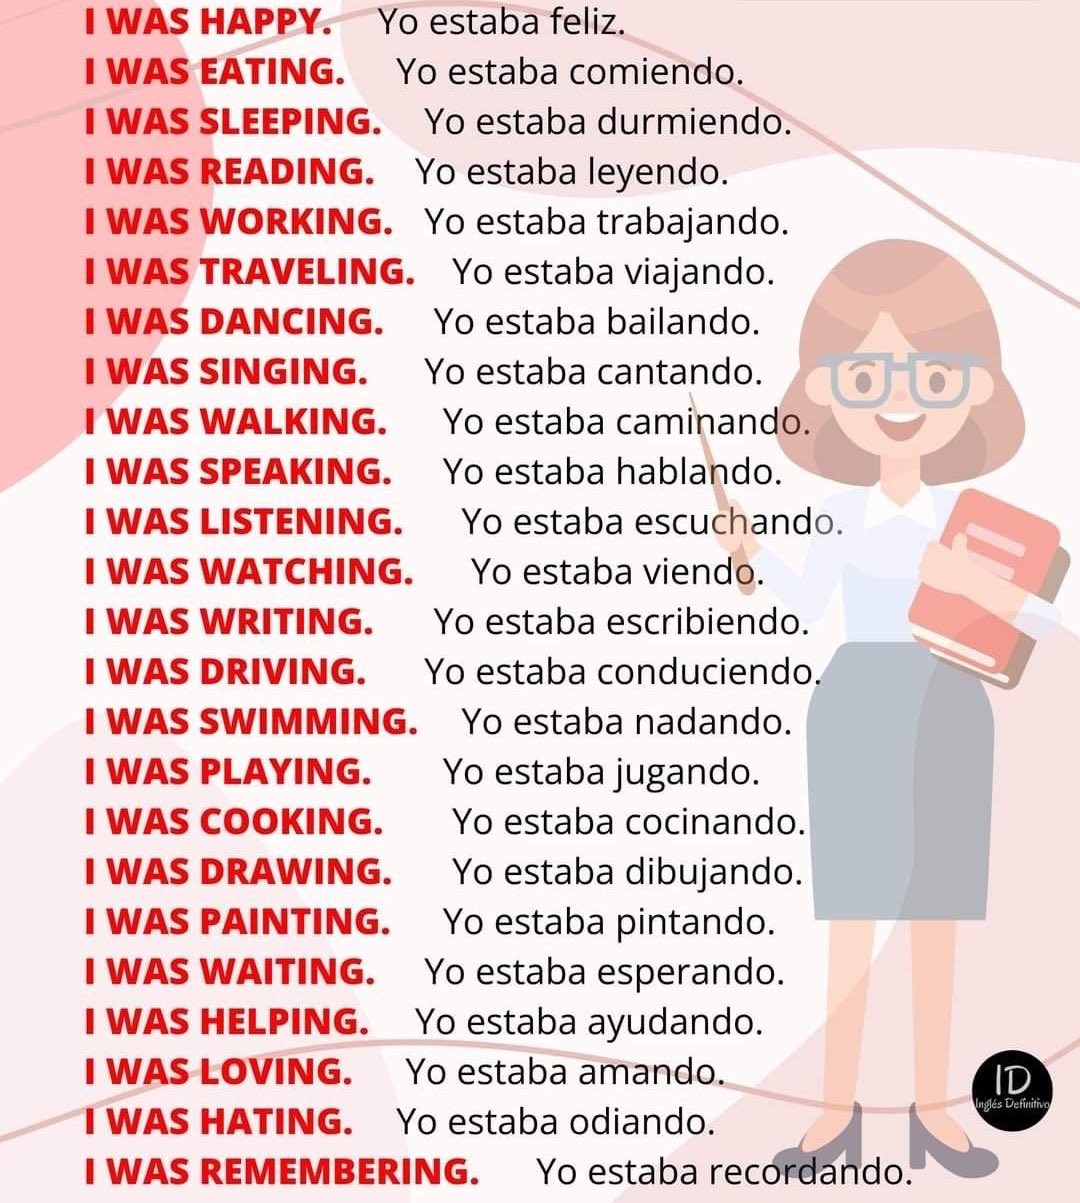 I WAS HAPPY. Yo estaba feliz.
I WAS EATING. Yo estaba comiendo.
I WAS SLEEPING. Yo estaba durmiendo.
I WAS READING. Yo estaba leyendo.
I WAS WORKING. Yo estaba trabajando.
I WAS TRAVELING. Yo estaba viajando.
I WAS DANCING. Yo estaba bailando.
I WAS SINGING. Yo estaba cantando.
I WAS WALKING. Yo estaba caminando.
I WAS SPEAKING. Yo estaba hablando.
I WAS LISTENING. Yo estaba escuchando.
I WAS WATCHING. Yo estaba viendo.
I WAS WRITING. Yo estaba escribiendo.
I WAS DRIVING. Yo estaba conduciendo.
I WAS SWIMMING. Yo estaba nadando.
I WAS PLAYING. Yo estaba jugando.
I WAS COOKING. Yo estaba cocinando.
I WAS DRAWING. Yo estaba dibujando.
I WAS PAINTING. Yo estaba pintando.
I WAS WAITING. Yo estaba esperando.
I WAS HELPING. Yo estaba ayudando.
I WAS LOVING. Yo estaba amando.
I WAS HATING. Yo estaba odiando.
I WAS REMEMBERING. Yo estaba recordando.
ID
Inglés Definitivo